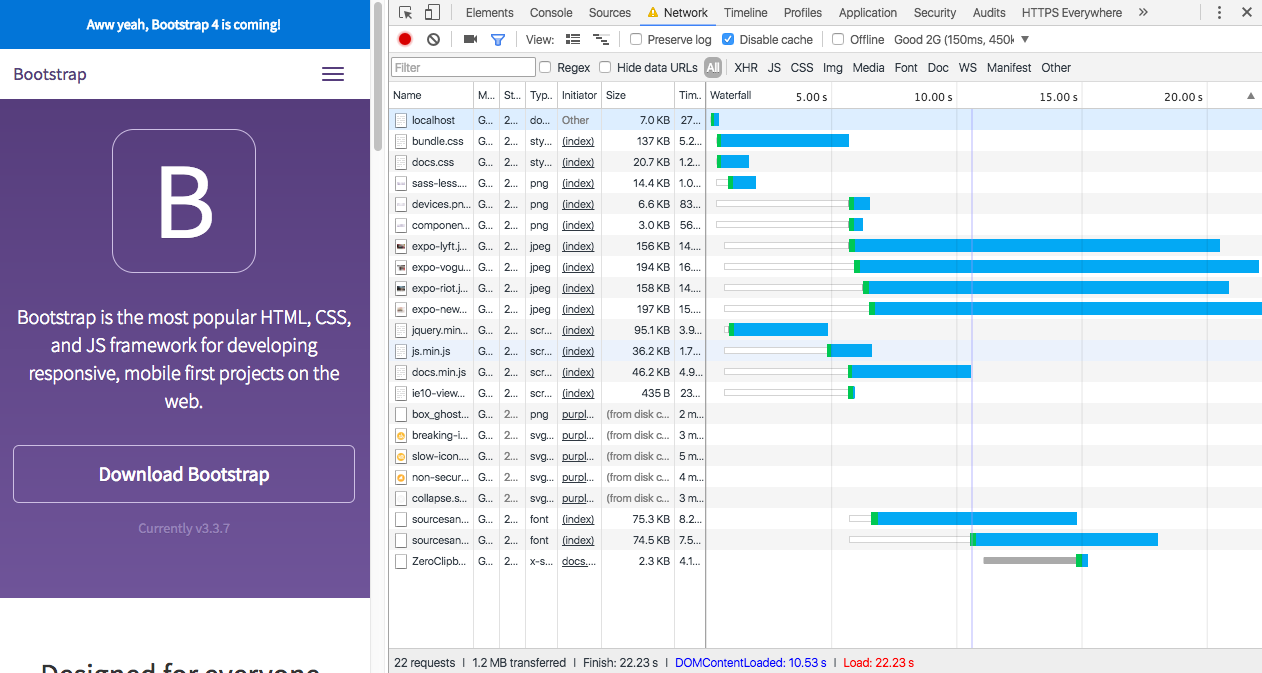 Aww yeah, Bootstrap 4 is coming!
Bootstrap
B
Bootstrap is the most popular HTML, CSS,
and JS framework for developing
responsive, mobile first projects on the
web.
Download Bootstrap
Currently v3.3.7
Designed for everyone
Elements Console Sources Network Timeline Profiles Application Security Audits HTTPS Everywhere »
View: Preserve log Disable cache Offline Good 2G (150ms, 450k
Filter Regex Hide data URLs All XHR JS CSS Img Media Font Doc WS Manifest Other
Name M... St... Typ... Initiator Size Tim... Waterfall 5.00 s 10.00 s 15.00 s 20.00 s
localhost G... 2... do... Other 7.0 KB 27...
bundle.css G... 2... sty... (index) 137 KB 5.2...
docs.css G... 2... sty... (index) 20.7 KB 1.2...
sass-less.... G... 2... png (index) 14.4 KB 1.0...
devices.pn... G... 2... png (index) 6.6 KB 83...
componen... G... 2... png (index) 3.0 KB 56...
expo-lyft.j... G... 2... jpeg (index) 156 KB 14....
expo-vogu... G... 2... jpeg (index) 194 KB 16....
expo-riot.j... G... 2... jpeg (index) 158 KB 14....
expo-new... G... 2... jpeg (index) 197 KB 15....
jquery.min... G... 2... scr... (index) 95.1 KB 3.9...
js.min.js G... 2... scr... (index) 36.2 KB 1.7...
docs.min.js G... 2... scr... (index) 46.2 KB 4.9...
ie10-view... G... 2... scr... (index) 435 B 23...
box_ghost... G... 2... png purpl... (from disk c... 2 m...
breaking-i... G... 2... svg... purpl... (from disk c... 3 m...
slow-icon.... G... 2... svg... purpl... (from disk c... 5 m...
non-secur... G... 2... svg... purpl... (from disk c... 4 m...
collapse.s... G... 2... svg... purpl... (from disk c... 3 m...
sourcesan... G... 2... font (index) 75.3 KB 8.2...
sourcesan... G... 2... font (index) 74.5 KB 7.5...
ZeroClipb... G... 2... x-s... docs.... 2.3 KB 4.1...
22 requests | 1.2 MB transferred | Finish: 22.23 s | DOMContentLoaded: 10.53 s | Load: 22.23 s